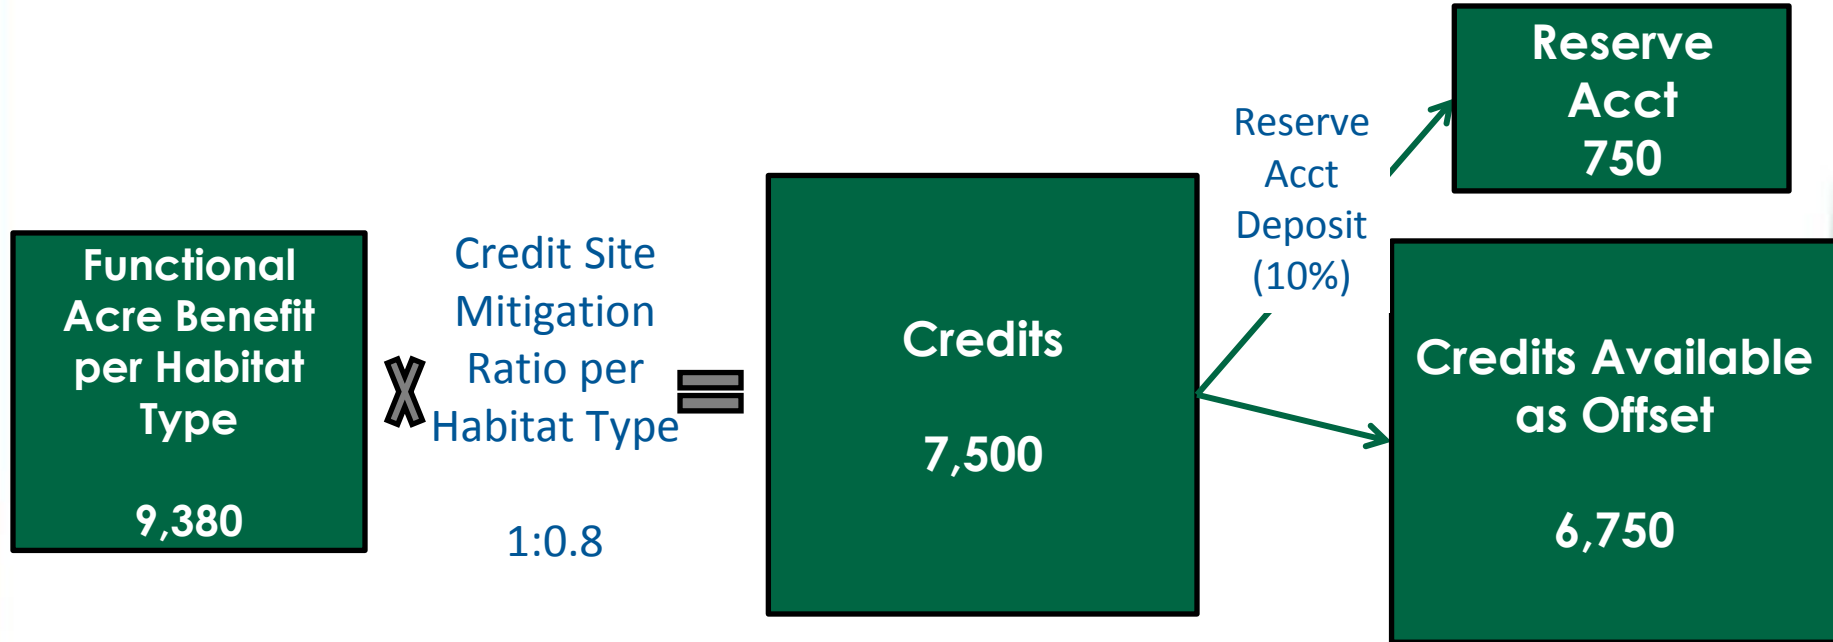 Functional
Acre Benefit
per Habitat
Type
9,380
Credit Site
Mitigation
Ratio per
Habitat Type
1:0.8
Credits
7,500
Reserve
Acct
Deposit
(10%)
Reserve
Acct
750
Credits Available
as Offset
6,750